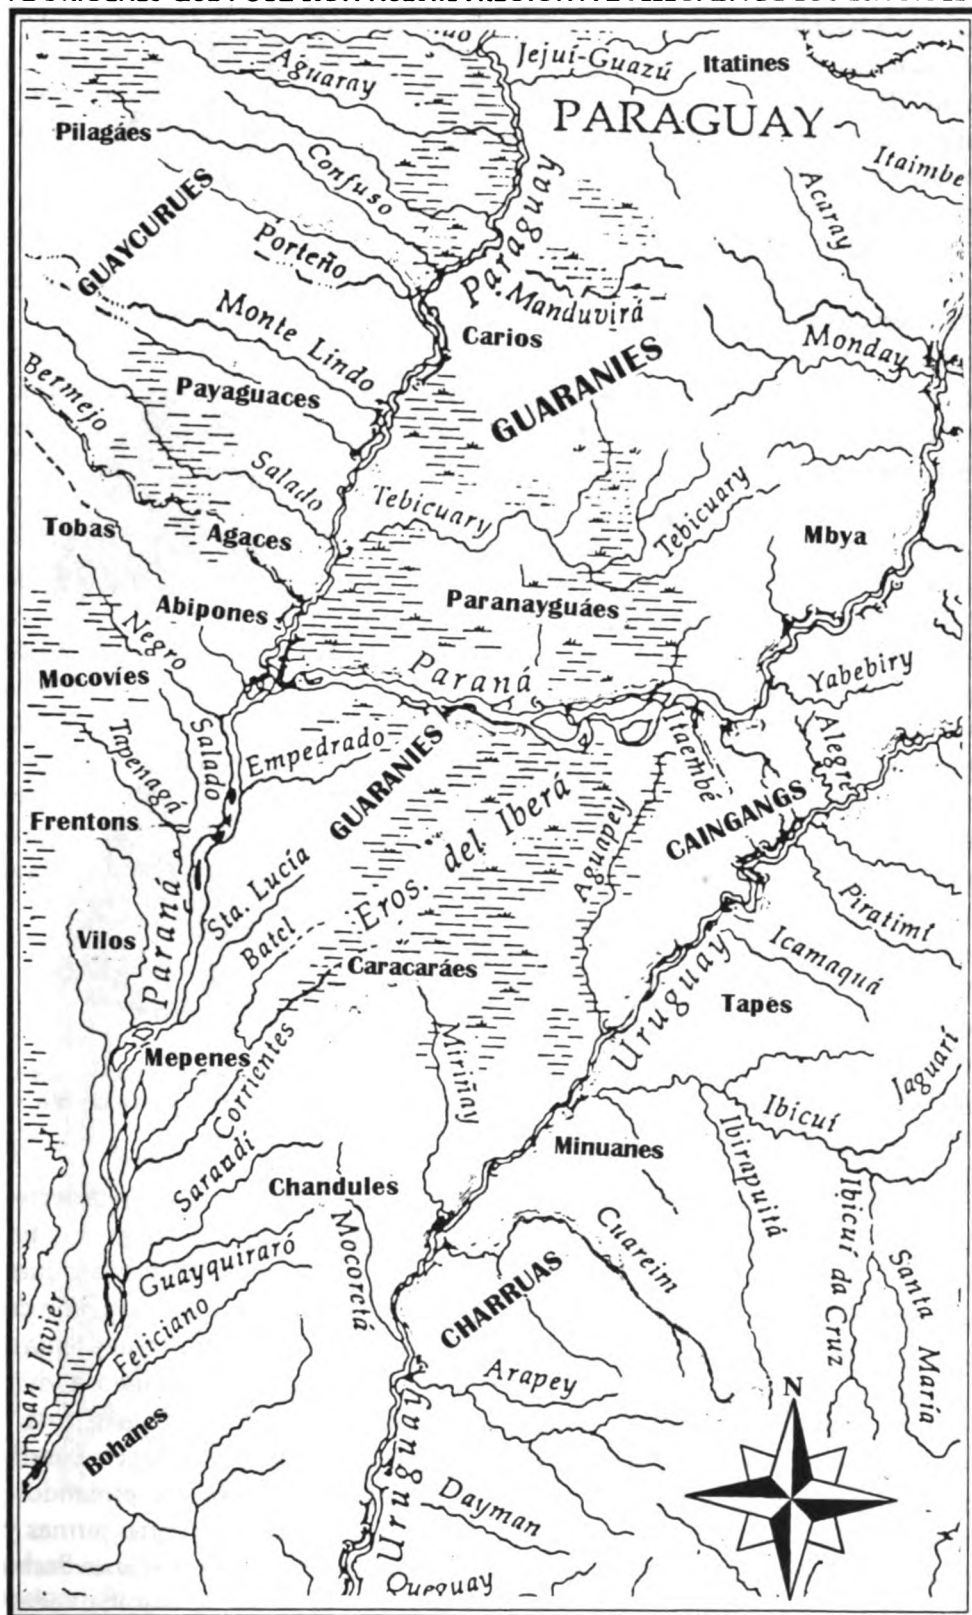 Jejuí-Guazú
Itatines
Aguaray
PARAGUAY
Pilagáes
Confuso
Itaimbe
Acaray
GUAYCURUES
Porteño
Paraguay
Manduvirá
Monte Lindo
Carios
Monday
GUARANIES
Bermejo
Payaguaces
Salado
Tebicuary
Tebicuary
Tobas
Agaces
Mbya
Abipones
Paranayguáes
Negro
Mocovíes
Paraná
Yabebiry
Tapenagá
Salado
Empedrado
GUARANIES
Itaembé
Alegre
Frentons
Eros. del Iberá
Aguapey
CAINGANGS
Paraná
Sta. Lucía
Batel
Piratimí
Vilos
Caracaráes
Icamaquá
Uruguay
Tapes
Mepenes
Corrientes
Miriñay
Jaguarí
Ibicuí
Sarandí
Minuanes
Ibirapuitá
Chandules
Ibicuí da Cruz
Guayquiraró
Mocoretá
Cuareim
Santa María
San Javier
Feliciano
CHARRUAS
Arapey
N
Bohanes
Uruguay
Dayman
Queguay